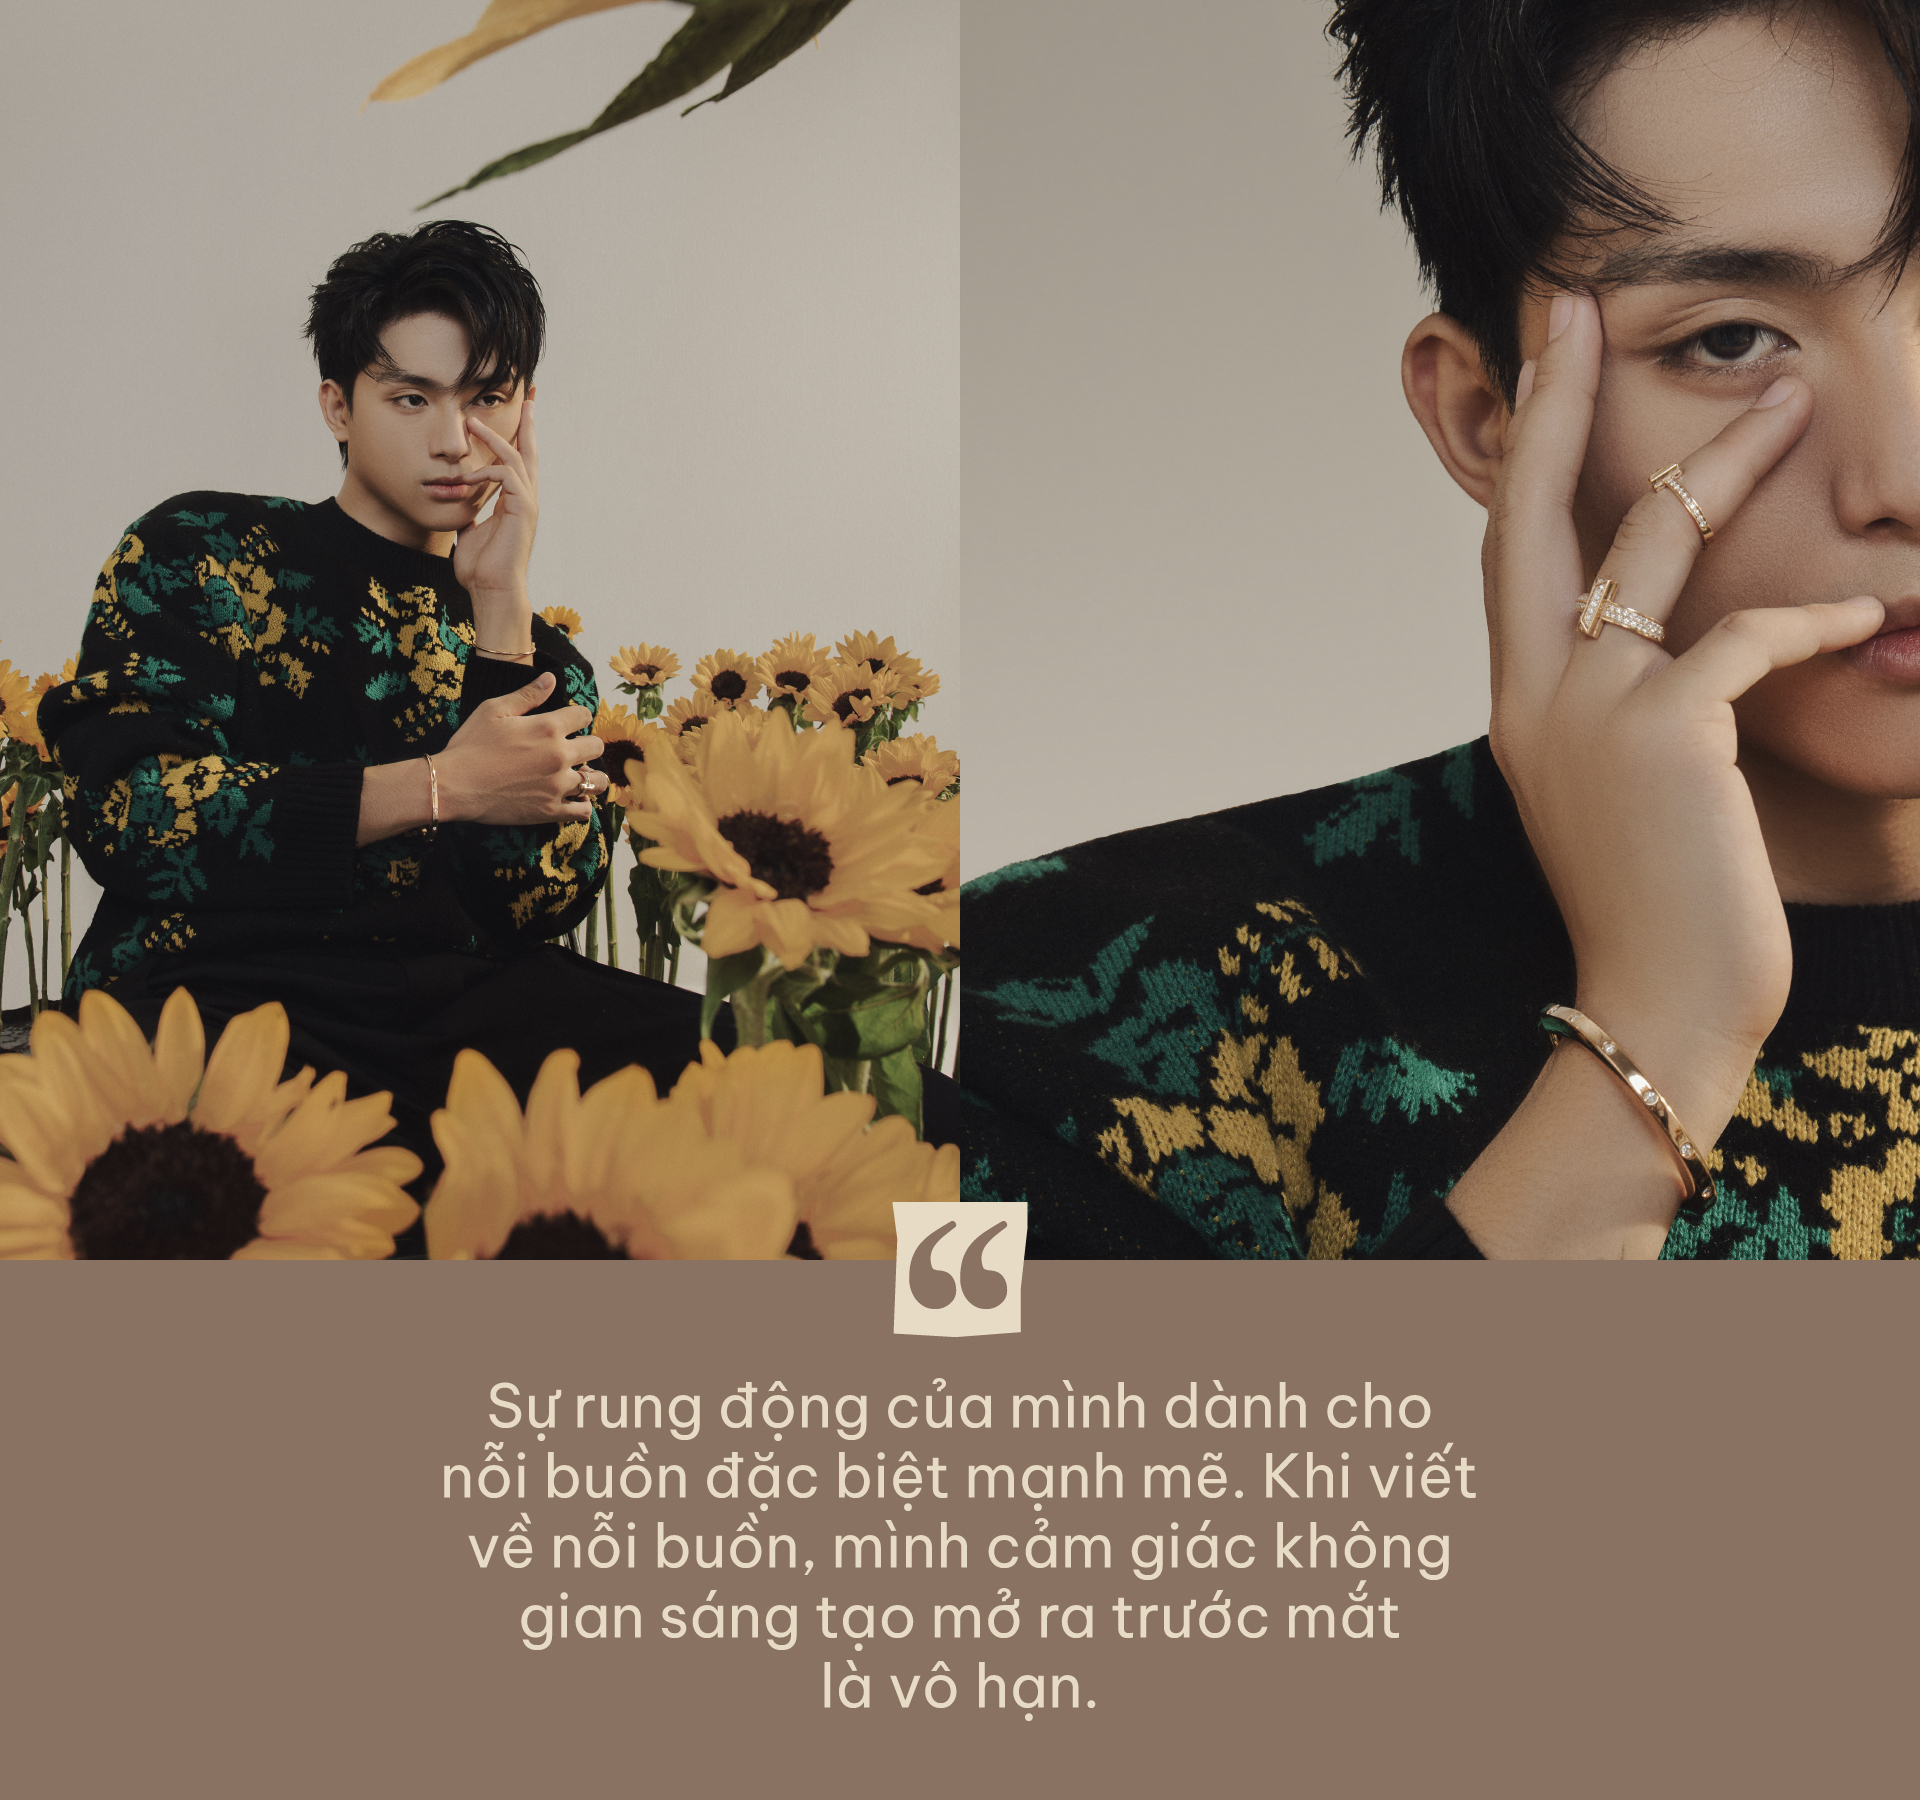 “
Sự rung động của mình dành cho
nỗi buồn đặc biệt mạnh mẽ. Khi viết
về nỗi buồn, mình cảm giác không
gian sáng tạo mở ra trước mắt
là vô hạn.